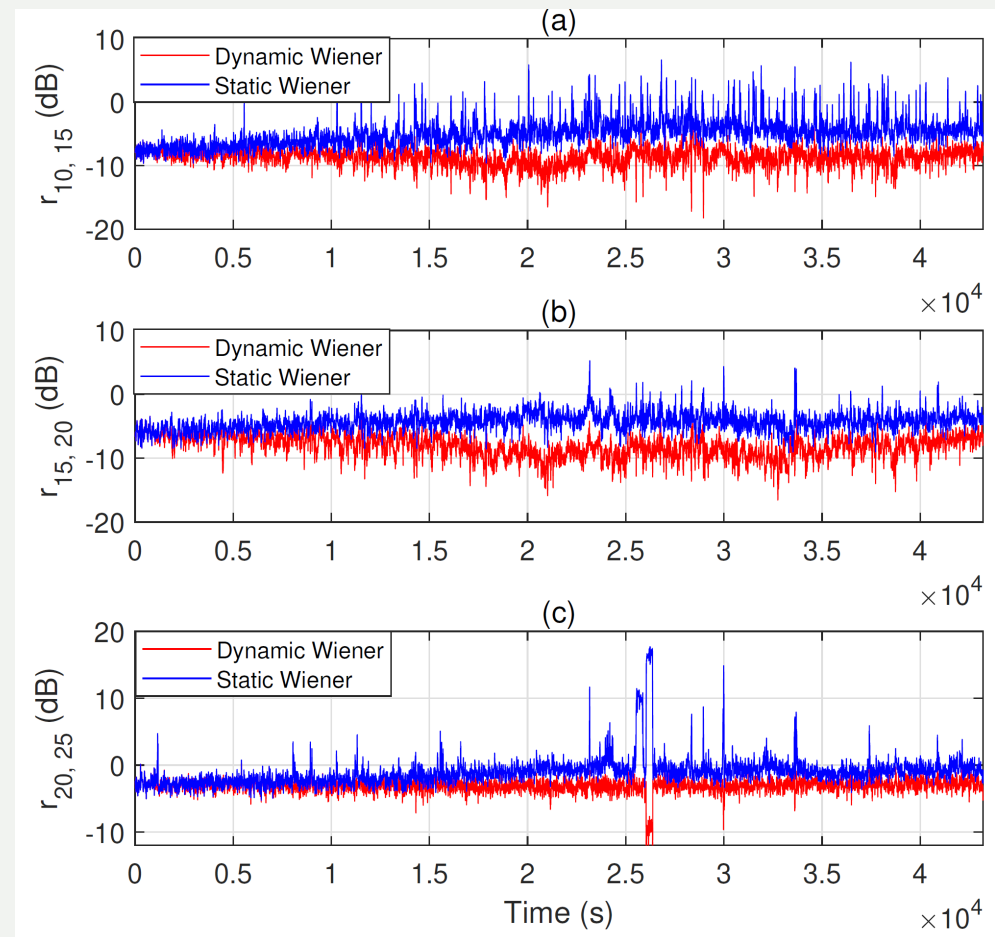 (a)
10
0
-10
-20
r10, 15 (dB)
Dynamic Wiener
Static Wiener
0 0.5 1 1.5 2 2.5 3 3.5 4
×10^4
(b)
10
0
-10
-20
r15, 20 (dB)
Dynamic Wiener
Static Wiener
0 0.5 1 1.5 2 2.5 3 3.5 4
×10^4
(c)
20
10
0
-10
r20, 25 (dB)
Dynamic Wiener
Static Wiener
0 0.5 1 1.5 2 2.5 3 3.5 4
Time (s)
×10^4